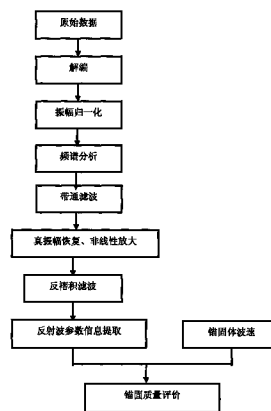 原始数据
解编
振幅归一化
频谱分析
带通滤波
真振幅恢复、非线性放大
反褶积滤波
反射波参数信息提取
锚固体波速
锚固质量评价